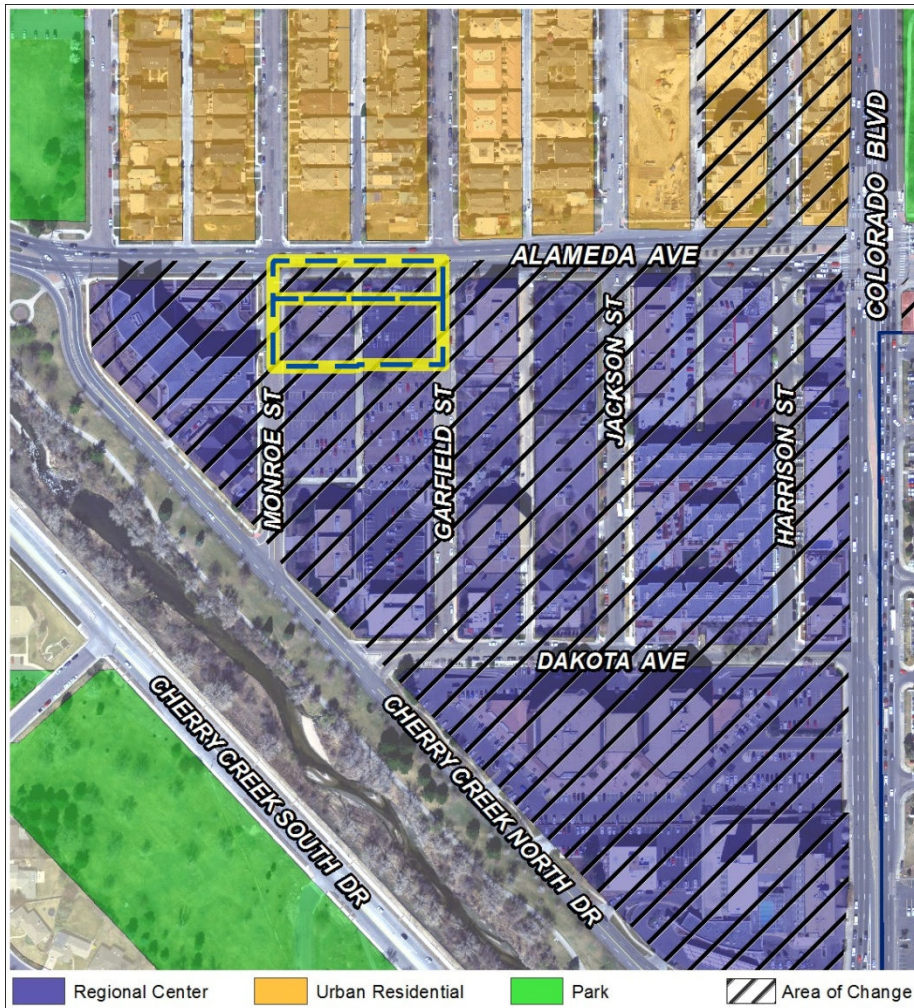 COLORADO BLVD
ALAMEDA AVE
JACKSON ST
MONROE ST
GARFIELD ST
HARRISON ST
DAKOTA AVE
CHERRY CREEK SOUTH DR
CHERRY CREEK NORTH DR
Regional Center
Urban Residential
Park
Area of Change